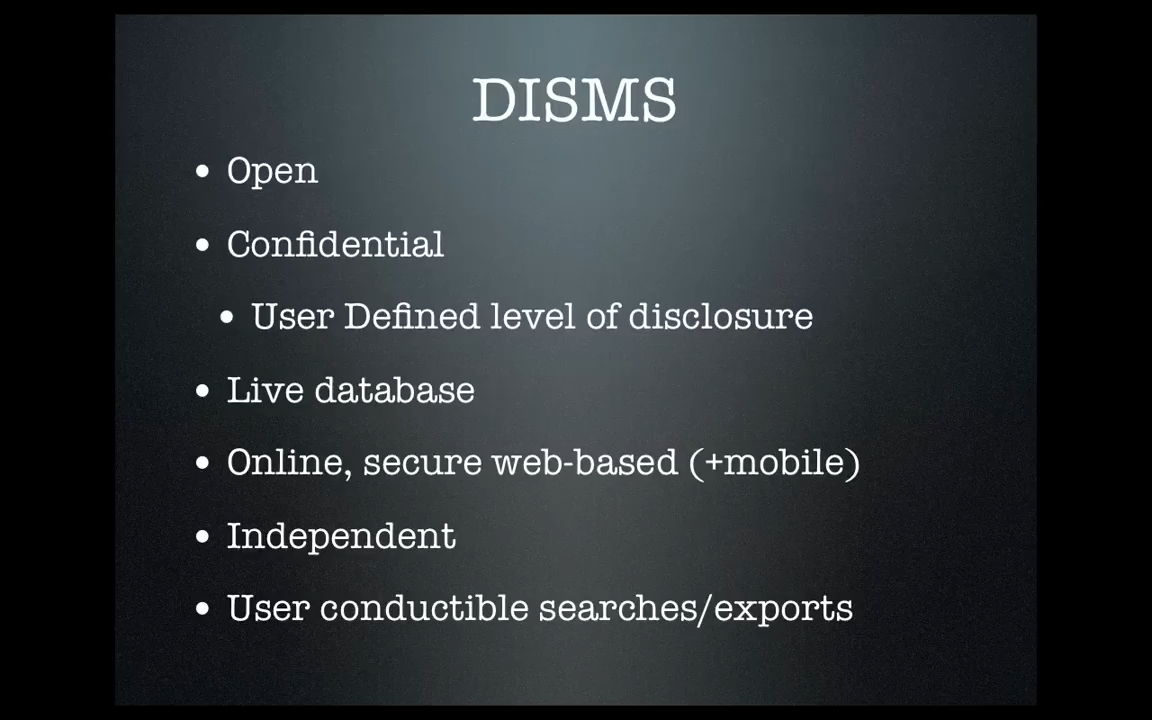 DISMS
• Open
• Confidential
• User Defined level of disclosure
• Live database
• Online, secure web-based (+mobile)
• Independent
• User conductible searches/exports